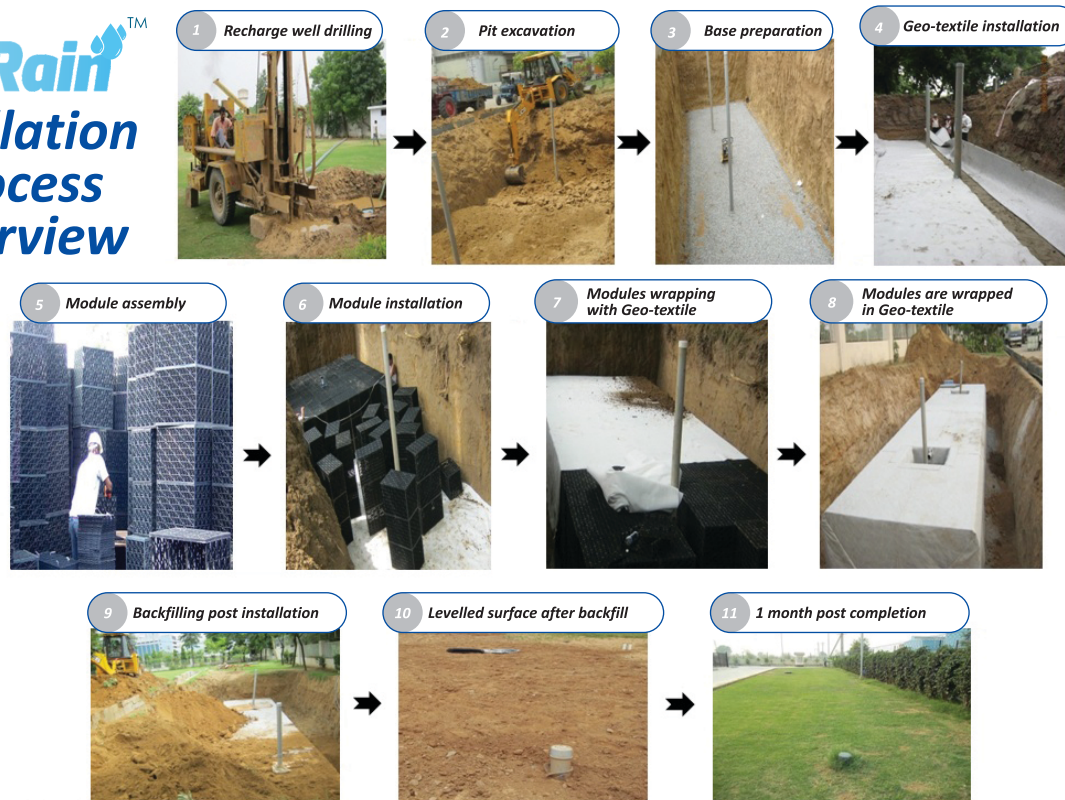 Rain TM
llation
ocess
rview
1 Recharge well drilling
2 Pit excavation
3 Base preparation
4 Geo-textile installation
5 Module assembly
6 Module installation
7 Modules wrapping
with Geo-textile
8 Modules are wrapped
in Geo-textile
9 Backfilling post installation
10 Levelled surface after backfill
11 1 month post completion